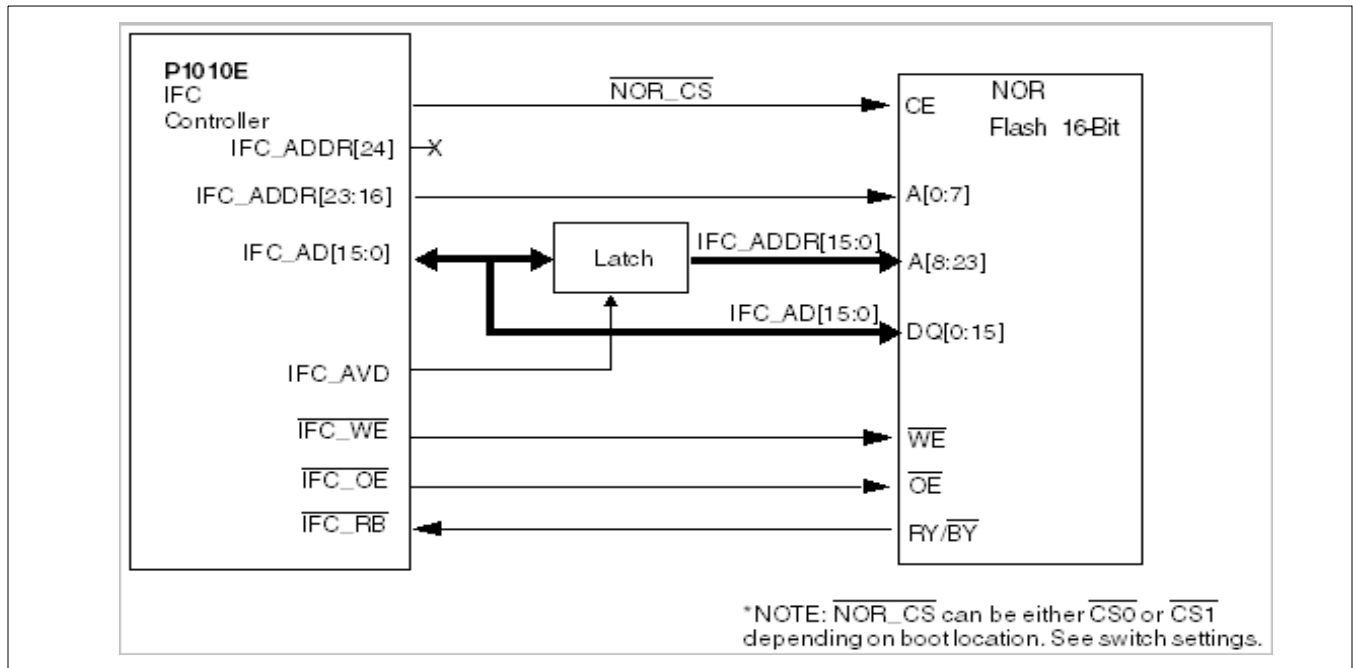 P1010E
IFC
Controller
NOR_CS
CE
NOR
Flash 16-Bit
IFC_ADDR[24]
X
IFC_ADDR[23:16]
A[0:7]
IFC_AD[15:0]
Latch
IFC_ADDR[15:0]
A[8:23]
IFC_AD[15:0]
DQ[0:15]
IFC_AVD
IFC_WE
WE
IFC_OE
OE
IFC_RB
RY/BY
*NOTE: NOR_CS can be either CS0 or CS1
depending on boot location. See switch settings.